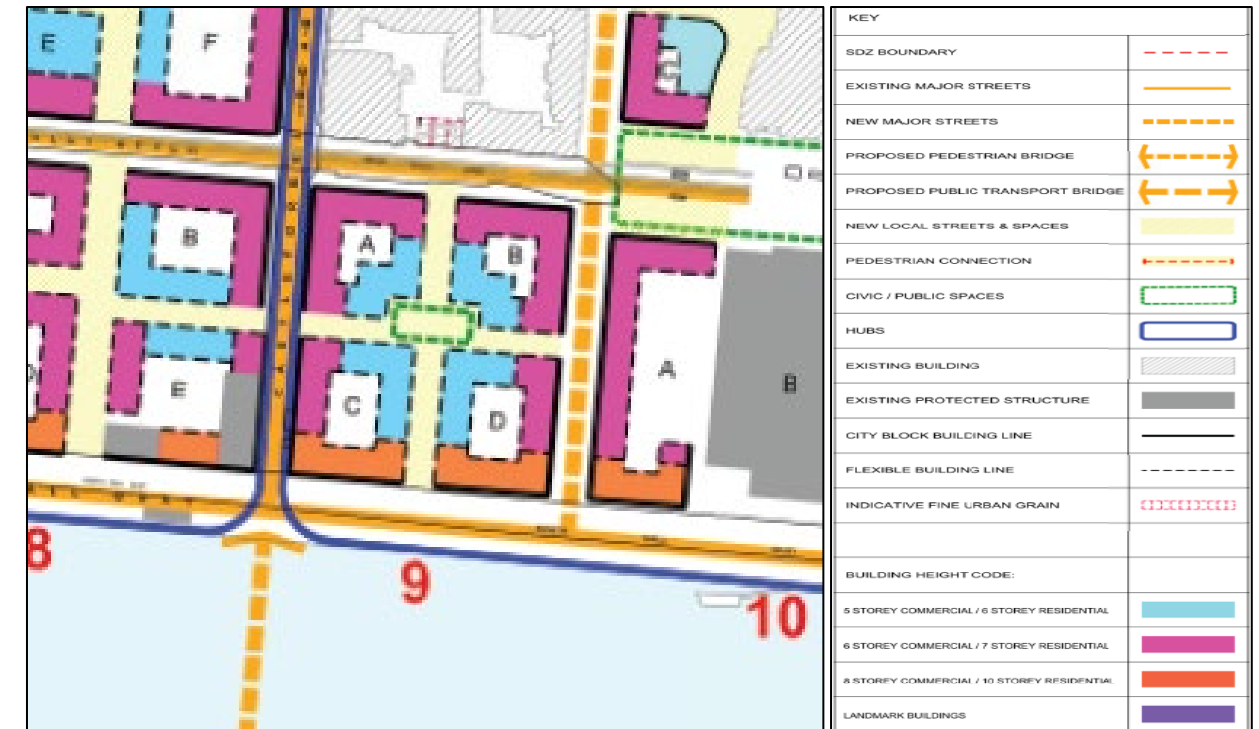 E
F
C
B
A
B
E
C
D
A
B
8
9
10
KEY
SDZ BOUNDARY
EXISTING MAJOR STREETS
NEW MAJOR STREETS
PROPOSED PEDESTRIAN BRIDGE
PROPOSED PUBLIC TRANSPORT BRIDGE
NEW LOCAL STREETS & SPACES
PEDESTRIAN CONNECTION
CIVIC / PUBLIC SPACES
HUBS
EXISTING BUILDING
EXISTING PROTECTED STRUCTURE
CITY BLOCK BUILDING LINE
FLEXIBLE BUILDING LINE
INDICATIVE FINE URBAN GRAIN
BUILDING HEIGHT CODE:
5 STOREY COMMERCIAL / 6 STOREY RESIDENTIAL
6 STOREY COMMERCIAL / 7 STOREY RESIDENTIAL
8 STOREY COMMERCIAL / 10 STOREY RESIDENTIAL
LANDMARK BUILDINGS